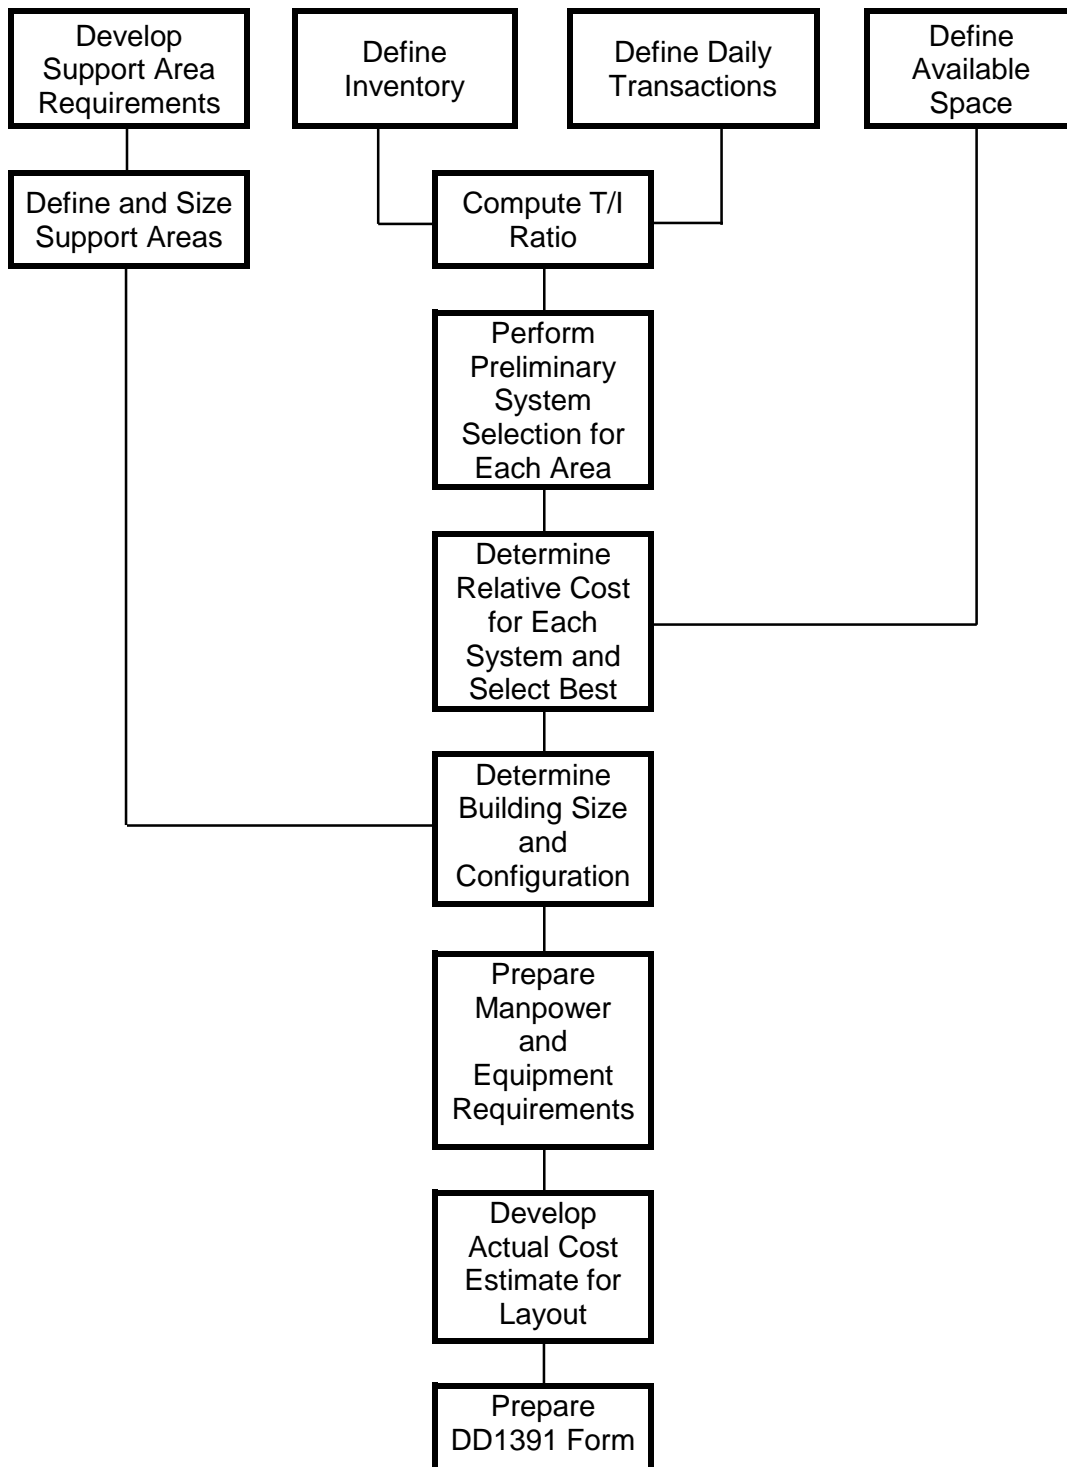 Develop
Support Area
Requirements
Define
Inventory
Define Daily
Transactions
Define
Available
Space
Define and Size
Support Areas
Compute T/I
Ratio
Perform
Preliminary
System
Selection for
Each Area
Determine
Relative Cost
for Each
System and
Select Best
Determine
Building Size
and
Configuration
Prepare
Manpower
and
Equipment
Requirements
Develop
Actual Cost
Estimate for
Layout
Prepare
DD1391 Form